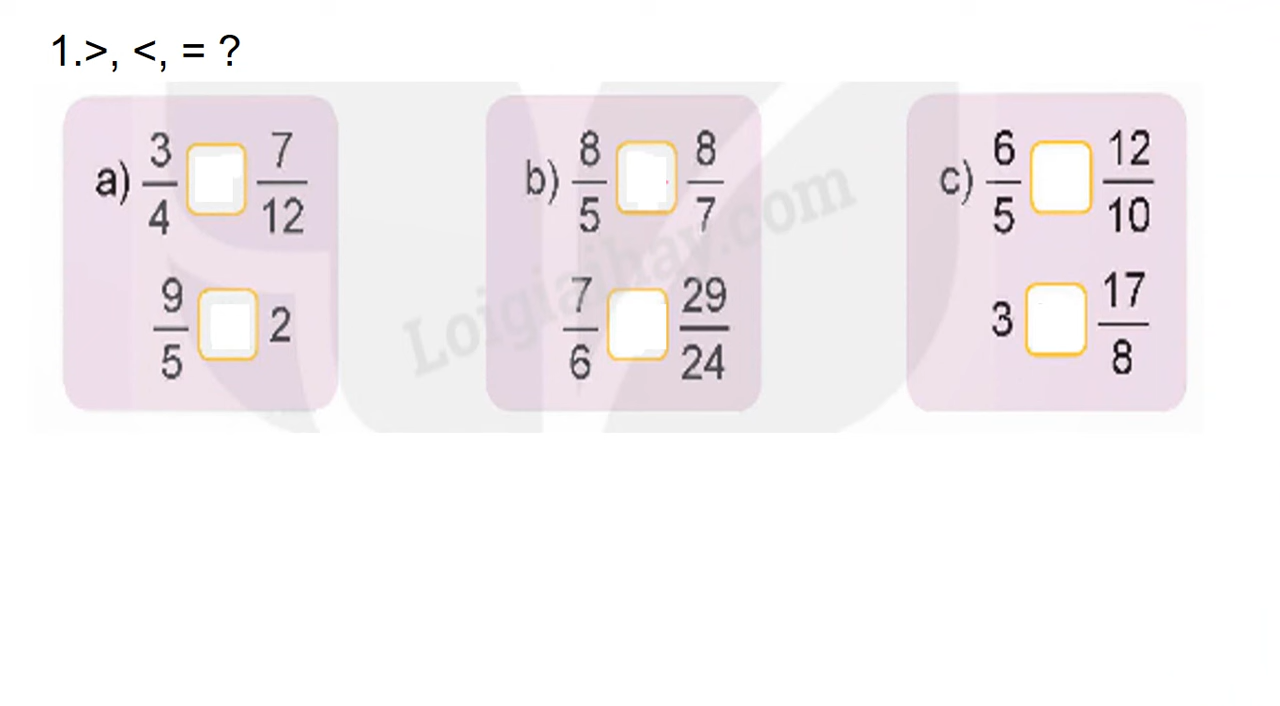 1.>, <, = ?
a) 3/4 □ 7/12
9/5 □ 2
b) 8/5 □ 8/7
7/6 □ 29/24
c) 6/5 □ 12/10
3 □ 17/8
Loigiaihay.com